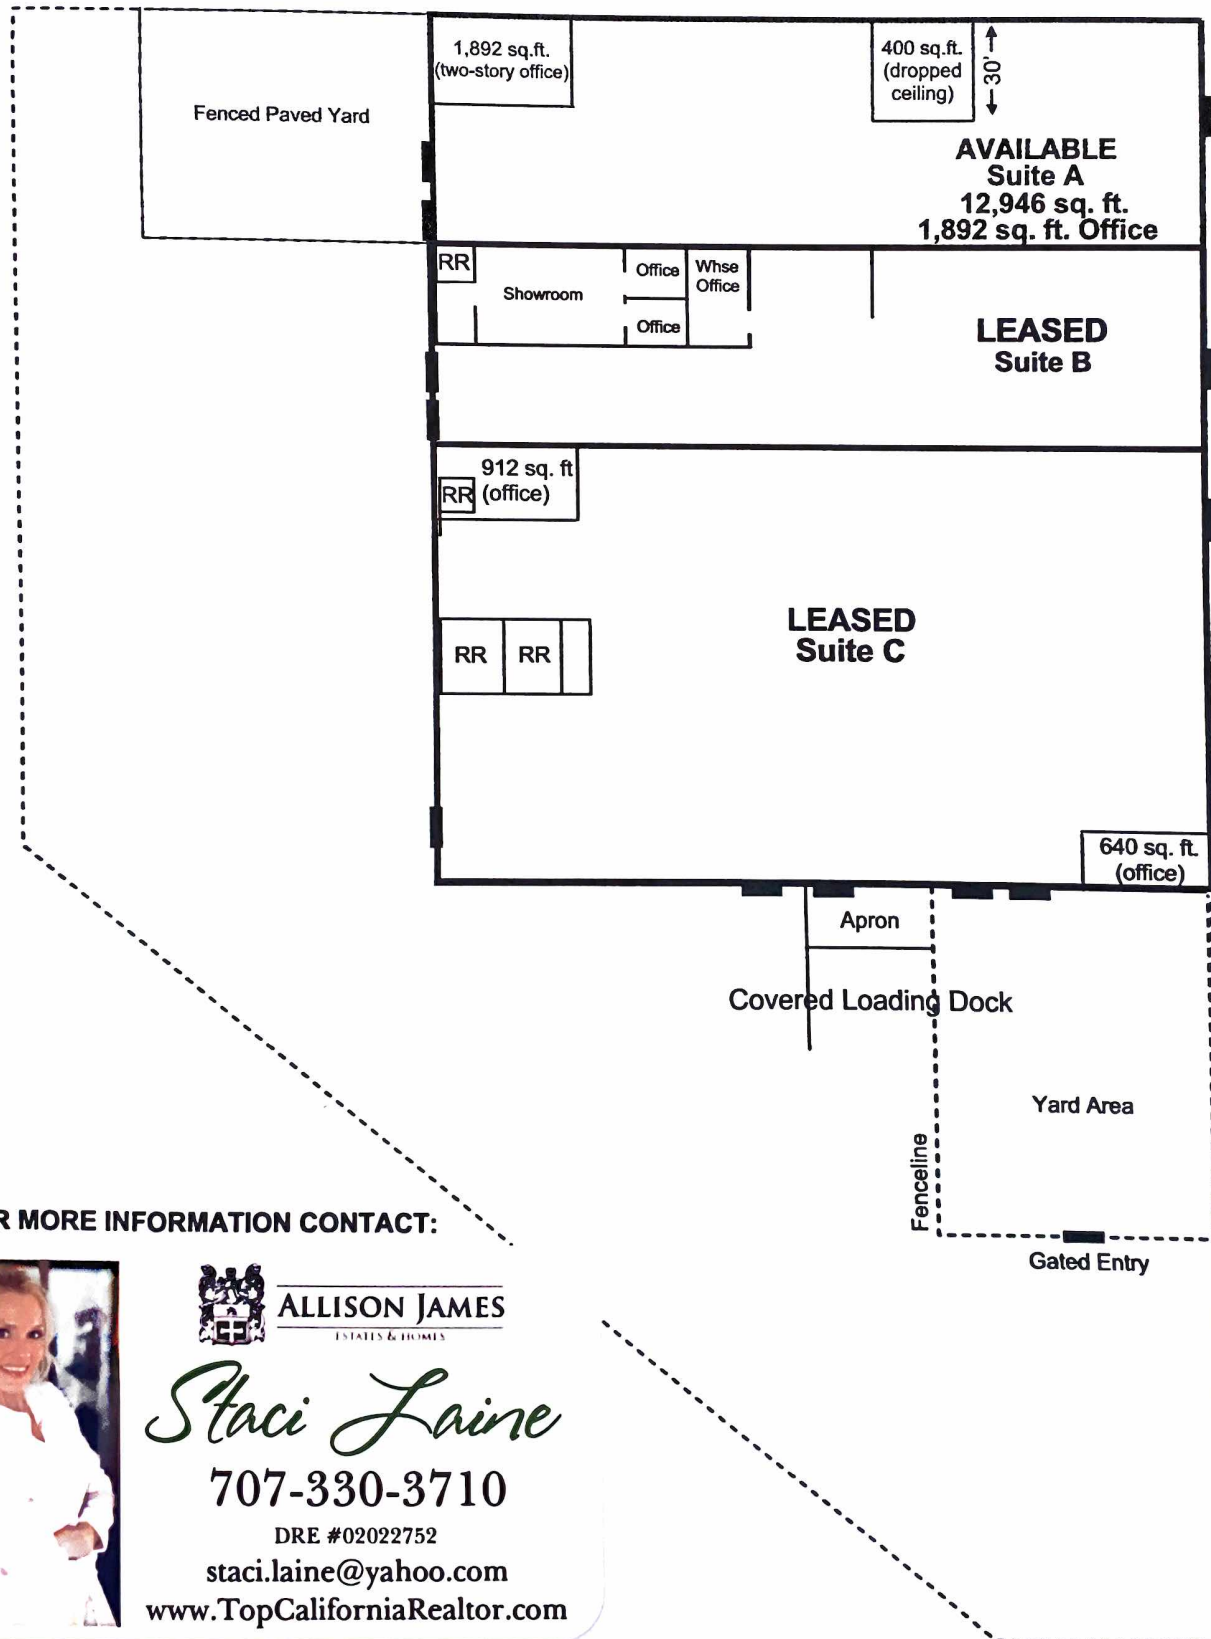 1,892 sq.ft.
(two-story office)
400 sq.ft.
(dropped
ceiling)
30'
Fenced Paved Yard
AVAILABLE
Suite A
12,946 sq. ft.
1,892 sq. ft. Office
RR
Showroom
Office
Office
Whse
Office
LEASED
Suite B
912 sq. ft
(office)
RR
LEASED
Suite C
RR
RR
640 sq. ft.
(office)
Apron
Covered Loading Dock
Yard Area
Fenceline
Gated Entry
R MORE INFORMATION CONTACT:
ALLISON JAMES
ESTATES & HOMES
Staci Laine
707-330-3710
DRE #02022752
staci.laine@yahoo.com
www.TopCaliforniaRealtor.com